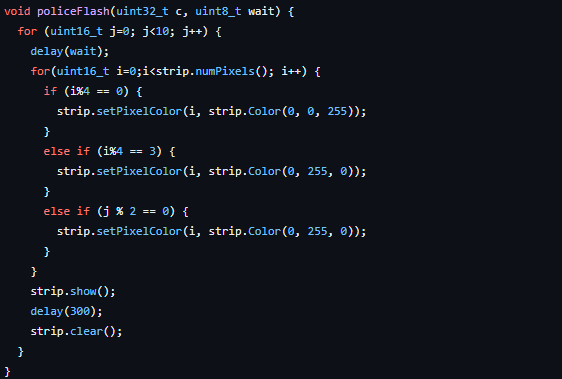 void policeFlash(uint32_t c, uint8_t wait) {
  for (uint16_t j=0; j<10; j++) {
    delay(wait);
    for(uint16_t i=0;i<strip.numPixels(); i++) {
      if (i%4 == 0) {
        strip.setPixelColor(i, strip.Color(0, 0, 255));
      }
      else if (i%4 == 3) {
        strip.setPixelColor(i, strip.Color(0, 255, 0));
      }
      else if (j % 2 == 0) {
        strip.setPixelColor(i, strip.Color(0, 255, 0));
      }
    }
    strip.show();
    delay(300);
    strip.clear();
  }
}